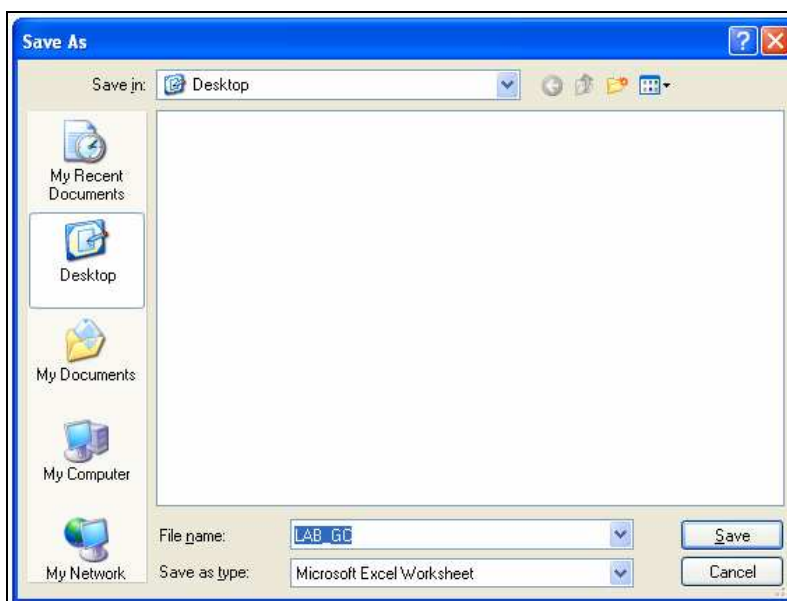 Save As
Save in:
Desktop
My Recent
Documents
Desktop
My Documents
My Computer
My Network
File name:
LAB_GC
Save
Save as type:
Microsoft Excel Worksheet
Cancel